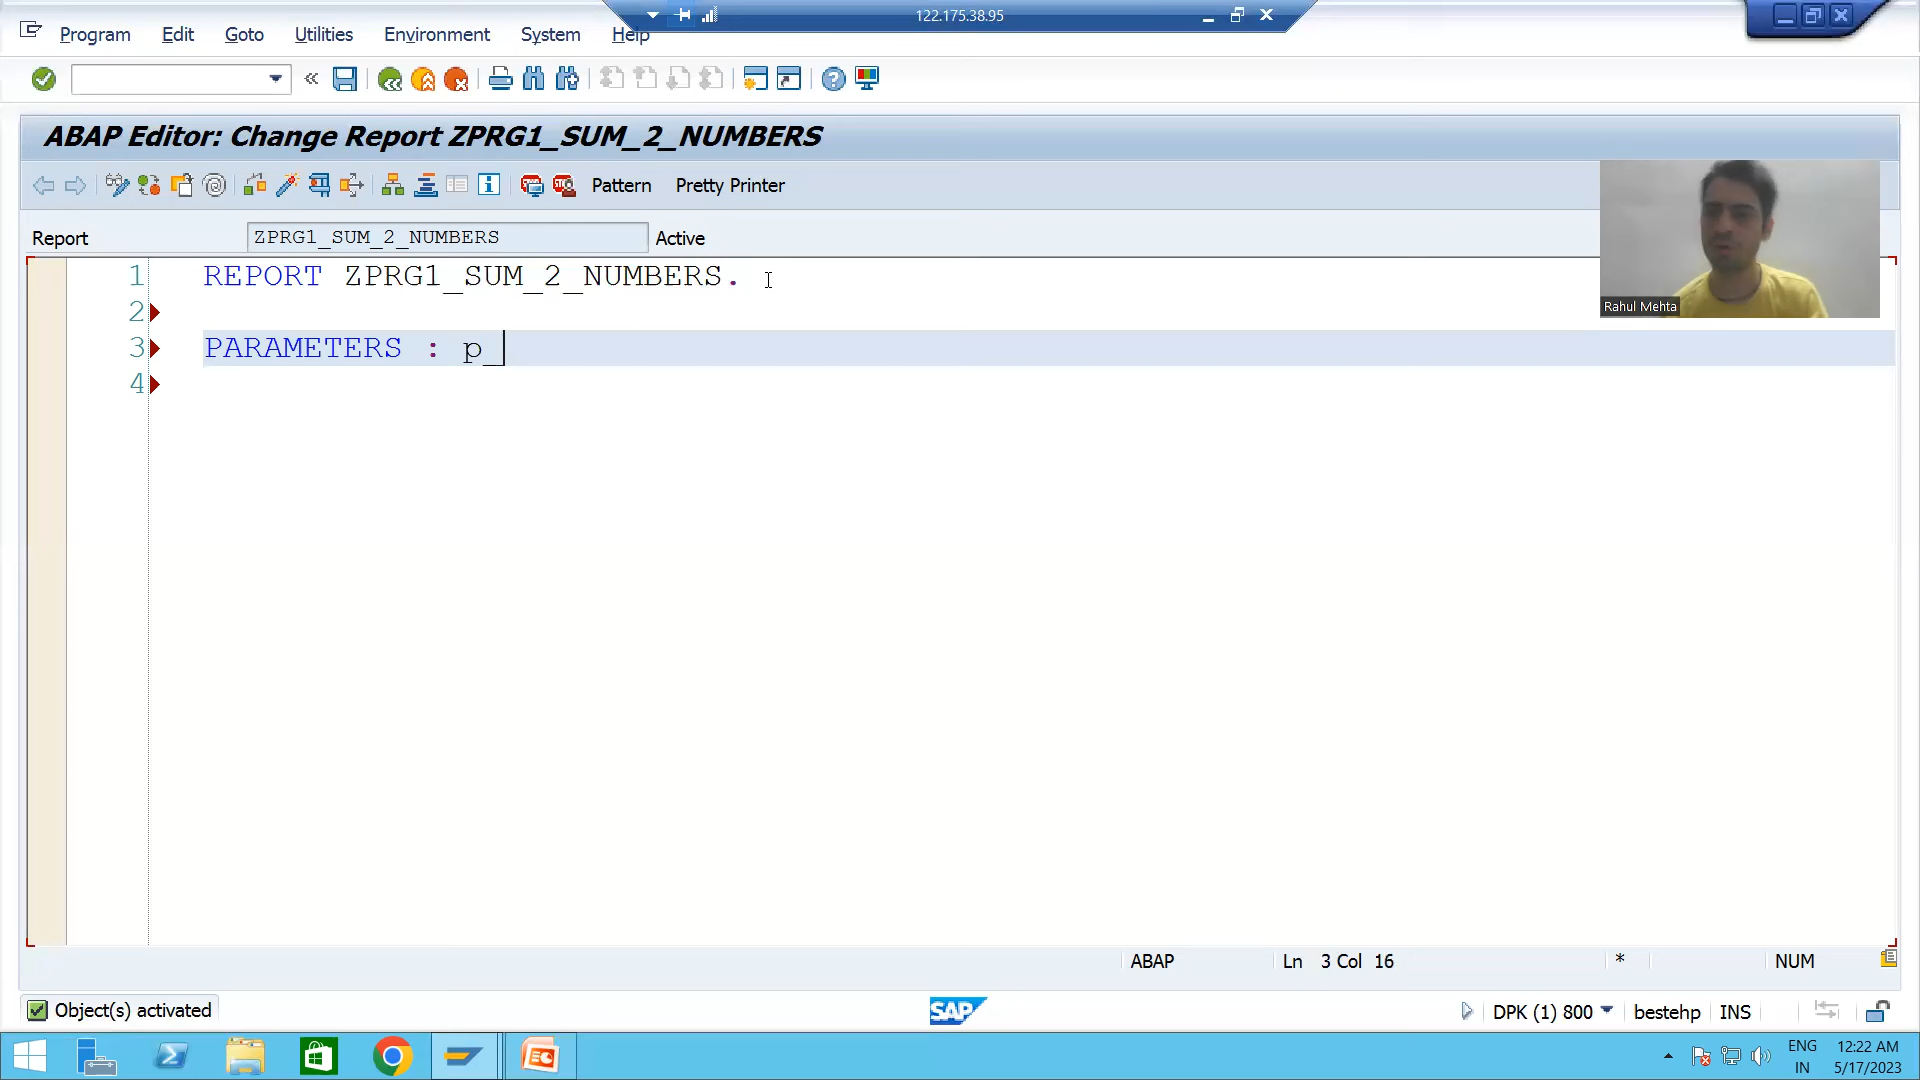 122.175.38.95
Program Edit Goto Utilities Environment System Help
ABAP Editor: Change Report ZPRG1_SUM_2_NUMBERS
Pattern Pretty Printer
Report ZPRG1_SUM_2_NUMBERS Active
1 REPORT ZPRG1_SUM_2_NUMBERS.
2
3 PARAMETERS : p_
4
Rahul Mehta
ABAP Ln 3 Col 16 * NUM
Object(s) activated SAP DPK (1) 800 bestehp INS
ENG 12:22 AM
IN 5/17/2023